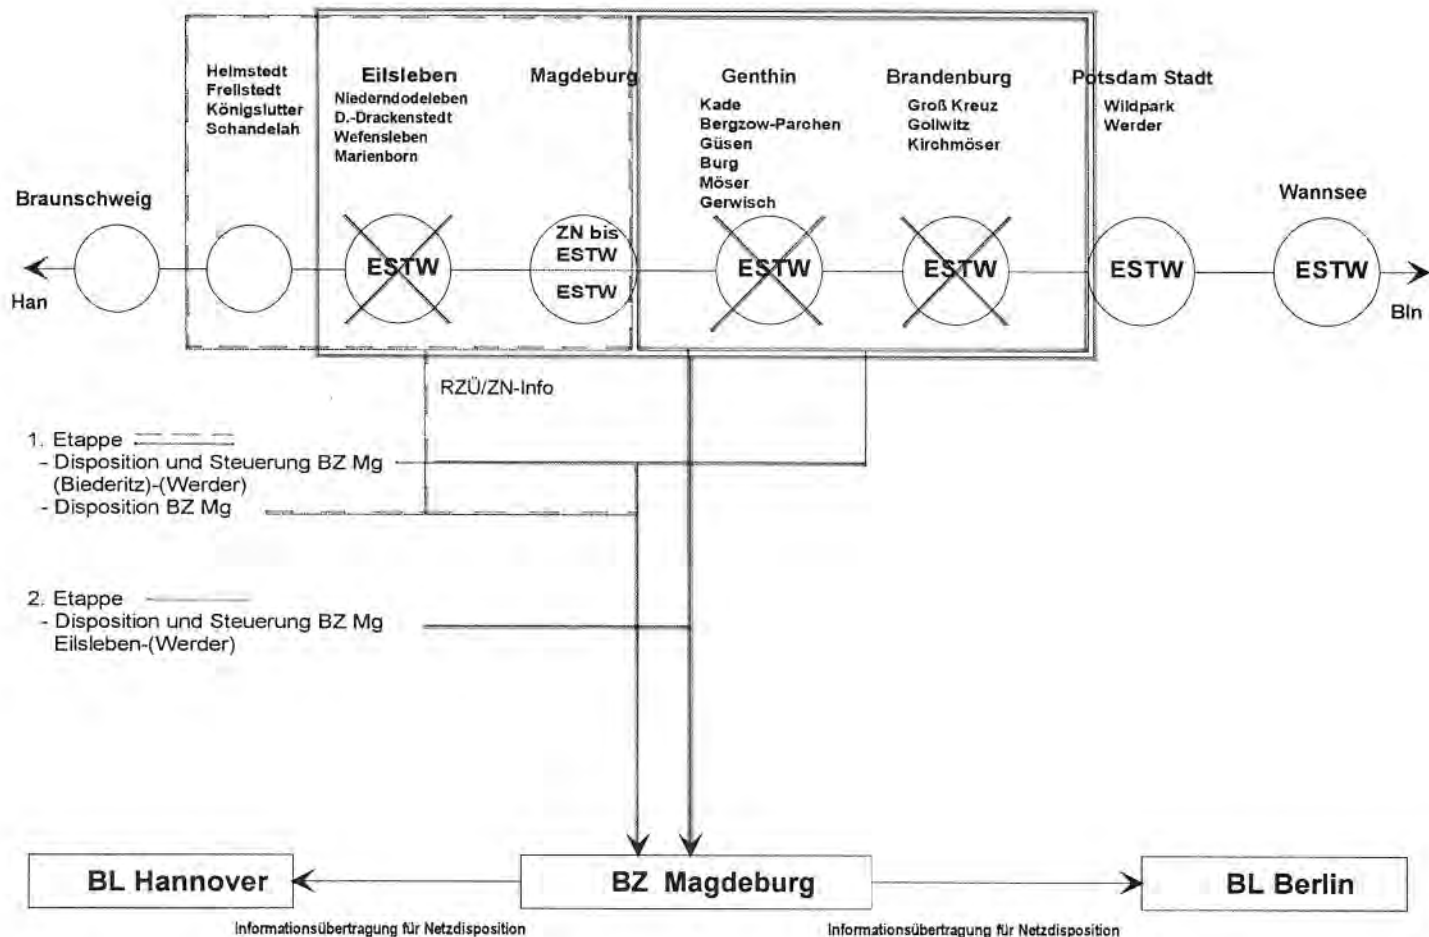 Helmstedt
Frellstedt
Königslutter
Schandelah
Eilsleben
Niederndodeleben
D.-Drackenstedt
Wefensleben
Marienborn
Magdeburg
Genthin
Kade
Bergzow-Parchen
Güsen
Burg
Möser
Gerwisch
Brandenburg
Groß Kreuz
Gollwitz
Kirchmöser
Potsdam Stadt
Wildpark
Werder
Braunschweig
Wannsee
Han
ESTW
ZN bis
ESTW
ESTW
ESTW
ESTW
ESTW
ESTW
Bln
RZÜ/ZN-Info
1. Etappe
- Disposition und Steuerung BZ Mg
(Biederitz)-(Werder)
- Disposition BZ Mg
2. Etappe
- Disposition und Steuerung BZ Mg
Eilsleben-(Werder)
BL Hannover
BZ Magdeburg
BL Berlin
Informationsübertragung für Netzdisposition
Informationsübertragung für Netzdisposition